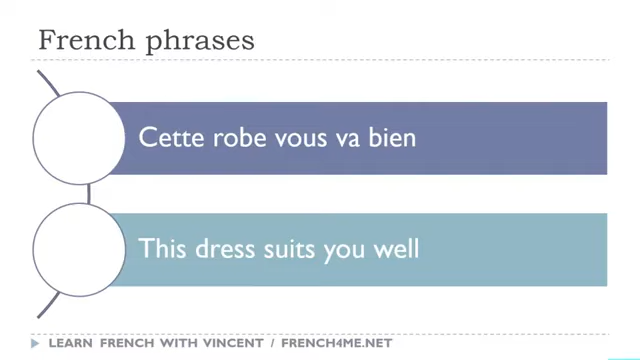 French phrases
Cette robe vous va bien
This dress suits you well
LEARN FRENCH WITH VINCENT / FRENCH4ME.NET